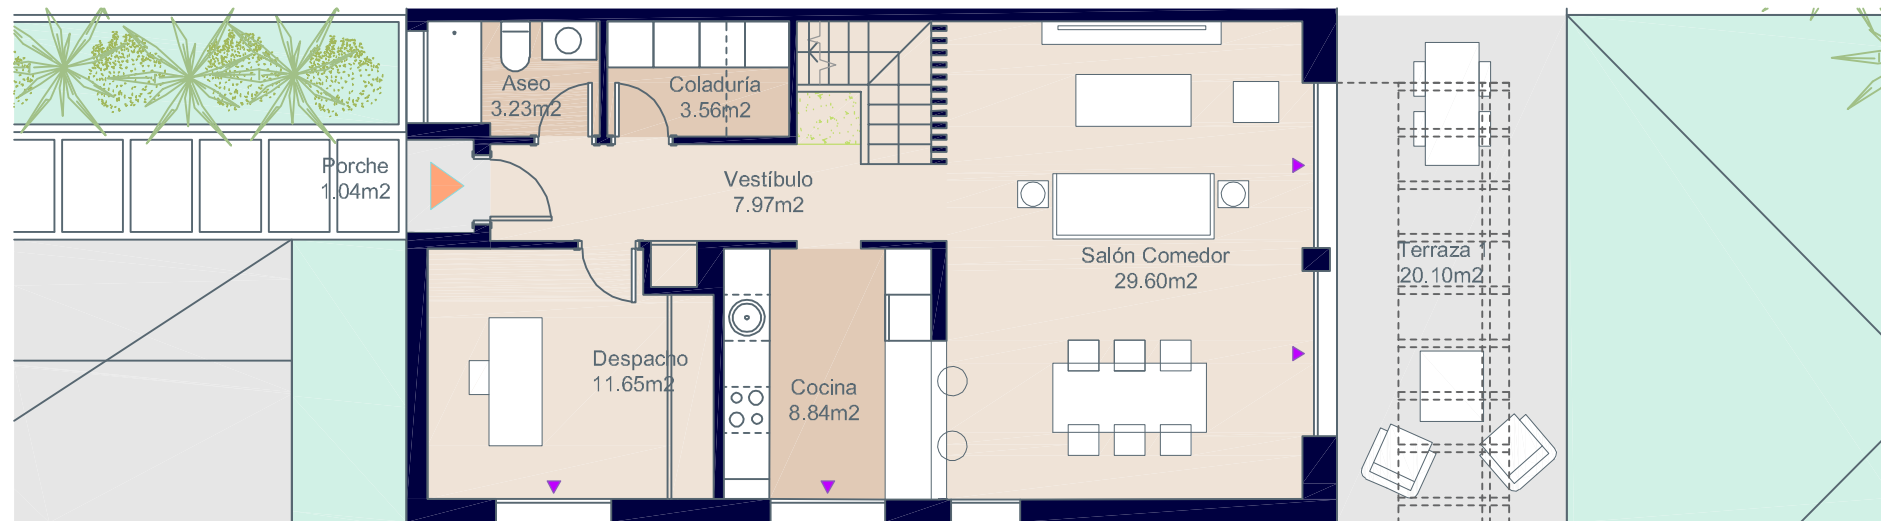 Aseo
3.23m2
Coladuría
3.56m2
Porche
1.04m2
Vestíbulo
7.97m2
Salón Comedor
29.60m2
Terraza 1
20.10m2
Despacho
11.65m2
Cocina
8.84m2